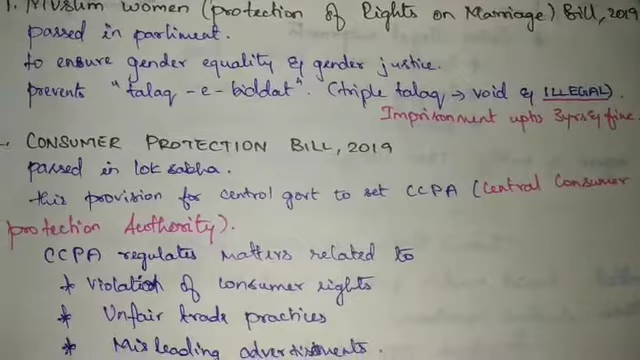 1. Muslim Women (protection of Rights on Marriage) Bill, 2019
passed in parliment.
to ensure gender equality & gender justice.
prevents "talaq-e-biddat". (triple talaq → void & ILLEGAL).
Imprisonment upto 3yrs & fine.
CONSUMER PROTECTION BILL, 2019
passed in lok sabha.
this provision for central govt to set CCPA (Central Consumer
protection Authority).
CCPA regulates matters related to
* violation of consumer rights
* Unfair trade practices
* Misleading advertisments.